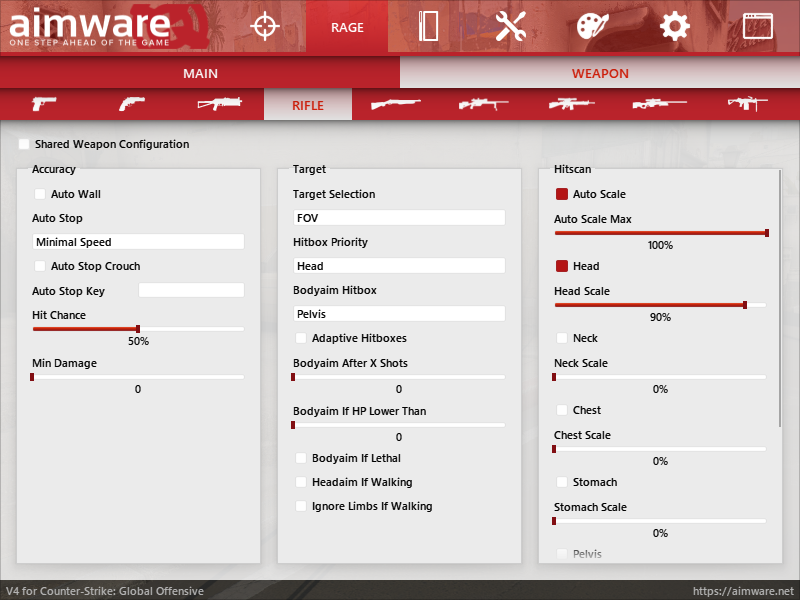 aimware
ONE STEP AHEAD OF THE GAME
RAGE
MAIN
WEAPON
RIFLE
Shared Weapon Configuration
Accuracy
Auto Wall
Auto Stop
Minimal Speed
Auto Stop Crouch
Auto Stop Key
Hit Chance
50%
Min Damage
0
Target
Target Selection
FOV
Hitbox Priority
Head
Bodyaim Hitbox
Pelvis
Adaptive Hitboxes
Bodyaim After X Shots
0
Bodyaim If HP Lower Than
0
Bodyaim If Lethal
Headaim If Walking
Ignore Limbs If Walking
Hitscan
Auto Scale
Auto Scale Max
100%
Head
Head Scale
90%
Neck
Neck Scale
0%
Chest
Chest Scale
0%
Stomach
Stomach Scale
0%
Pelvis
V4 for Counter-Strike: Global Offensive
https://aimware.net